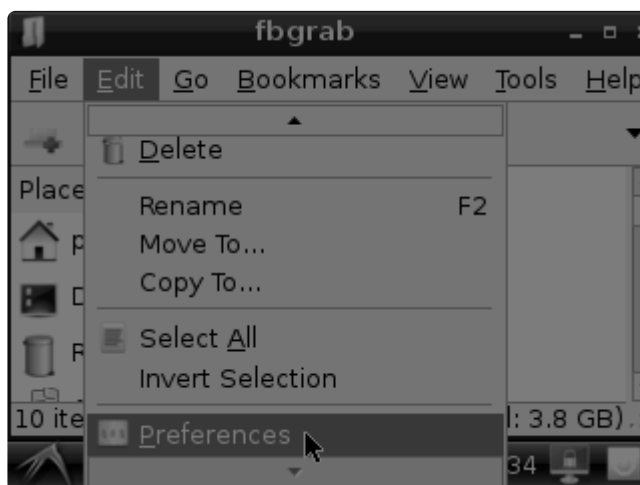 fbgrab
File Edit Go Bookmarks View Tools Help
Delete
Place
Rename F2
Move To...
Copy To...
Select All
Invert Selection
10 ite : 3.8 GB)
Preferences
34